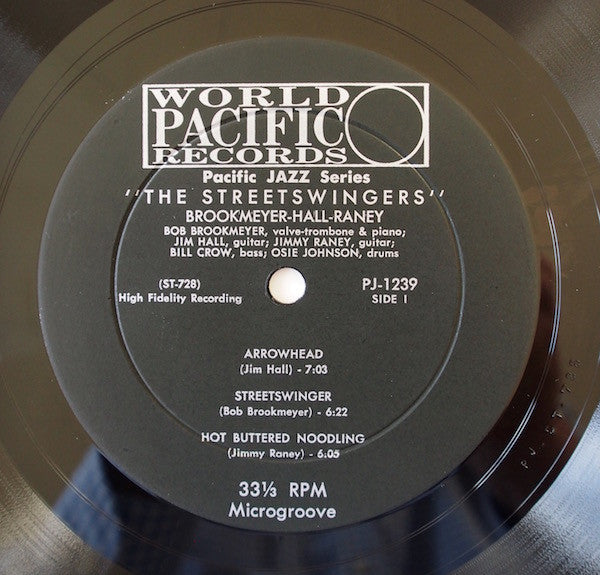 WORLD
PACIFIC
RECORDS
Pacific JAZZ Series
"THE STREETSWINGERS"
BROOKMEYER-HALL-RANEY
BOB BROOKMEYER, valve-trombone & piano;
JIM HALL, guitar; JIMMY RANEY, guitar;
BILL CROW, bass; OSIE JOHNSON, drums
(ST-728)
High Fidelity Recording
PJ-1239
SIDE I
ARROWHEAD
(Jim Hall) - 7:03
STREETSWINGER
(Bob Brookmeyer) - 6:22
HOT BUTTERED NOODLING
(Jimmy Raney) - 6:05
33⅓ RPM
Microgroove